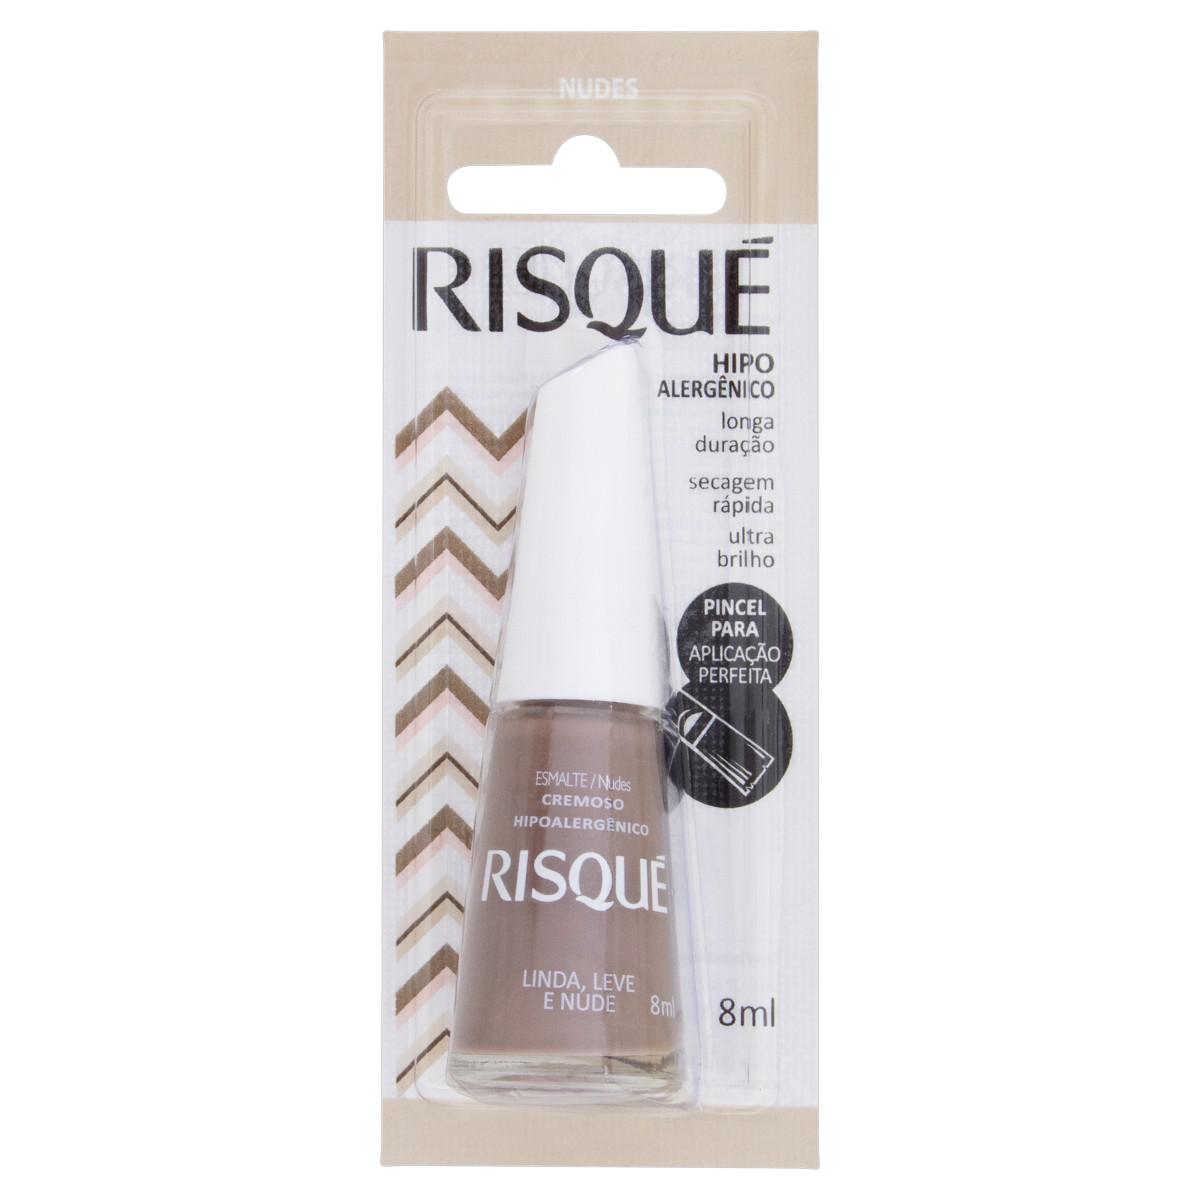 NUDES
RISQUÉ
HIPO
ALERGÊNICO
longa
duração
secagem
rápida
ultra
brilho
PINCEL
PARA
APLICAÇÃO
PERFEITA
ESMALTE/Nudes
CREMOSO
HIPOALERGÊNICO
RISQUÉ
LINDA, LEVE
E NUDE
8ml
8ml